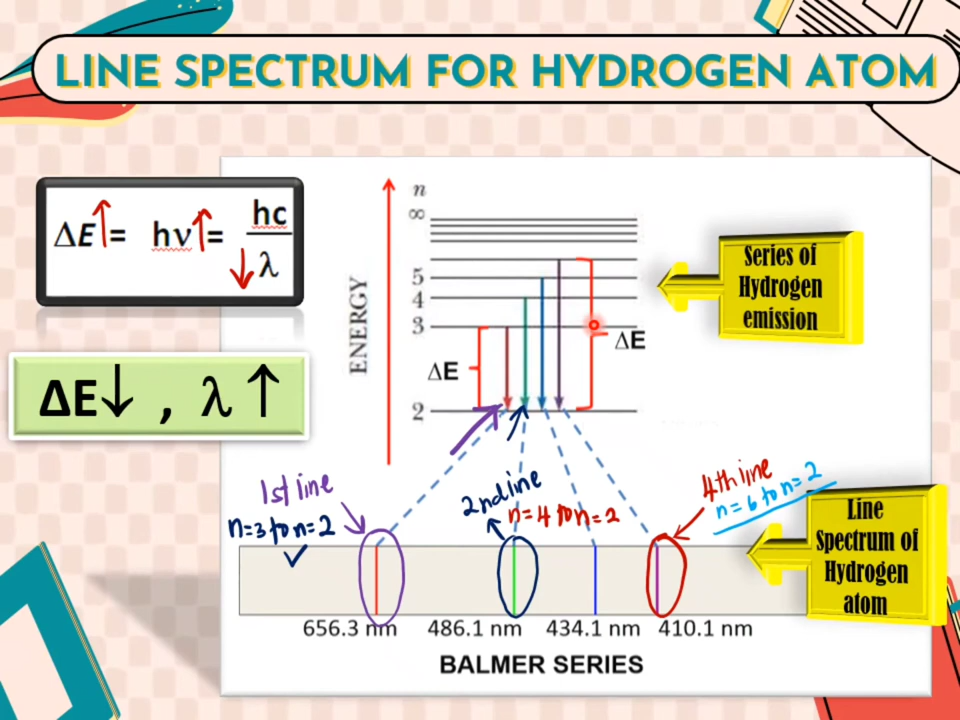 LINE SPECTRUM FOR HYDROGEN ATOM
ΔE↑ = hν↑ = hc
↓ λ
ΔE↓ , λ ↑
ENERGY
n
∞
5
4
3
2
ΔE
ΔE
Series of
Hydrogen
emission
1st line
n=3 to n=2
✓
2nd line
n=4 to n=2
4th line
n=6 to n=2
Line
Spectrum of
Hydrogen
atom
656.3 nm 486.1 nm 434.1 nm 410.1 nm
BALMER SERIES